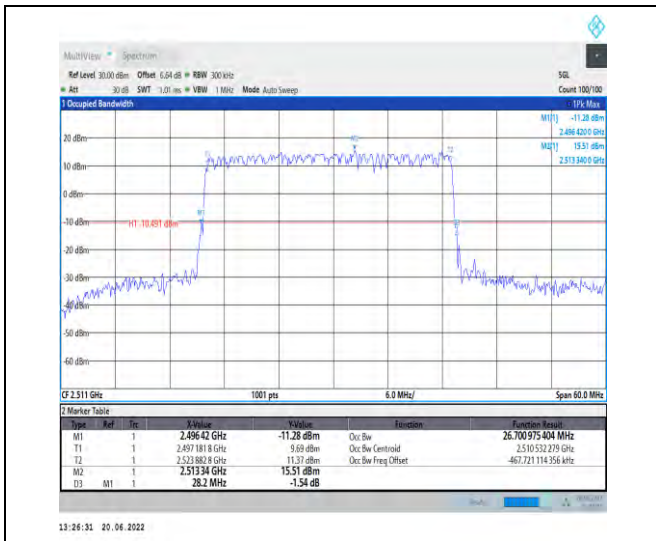 MultiView Spectrum
Ref Level 30.00 dBm Offset 6.64 dB RBW 300 kHz SGL
Att 30 dB SWT 1.01 ms VBW 1 MHz Mode Auto Sweep Count 100/100
1 Occupied Bandwidth 1Pk Max
M1[1] -11.28 dBm
2.496 4200 GHz
20 dBm M2[1] 15.51 dBm
2.513 340 0 GHz
10 dBm
0 dBm
-10 dBm
H1 -10.491 dBm
-20 dBm
-30 dBm
-40 dBm
-50 dBm
-60 dBm
CF 2.511 GHz 1001 pts 6.0 MHz/ Span 60.0 MHz
2 Marker Table
Type Ref Trc X-Value Y-Value Function Function Result
M1 1 2.496 42 GHz -11.28 dBm Occ Bw 26.700 975 404 MHz
T1 1 2.497 181 8 GHz 9.69 dBm Occ Bw Centroid 2.510 532 279 GHz
T2 1 2.523 882 8 GHz 11.37 dBm Occ Bw Freq Offset -467.721 114 356 kHz
M2 1 2.513 34 GHz 15.51 dBm
D3 M1 1 28.2 MHz -1.54 dB
13:26:31 20.06.2022